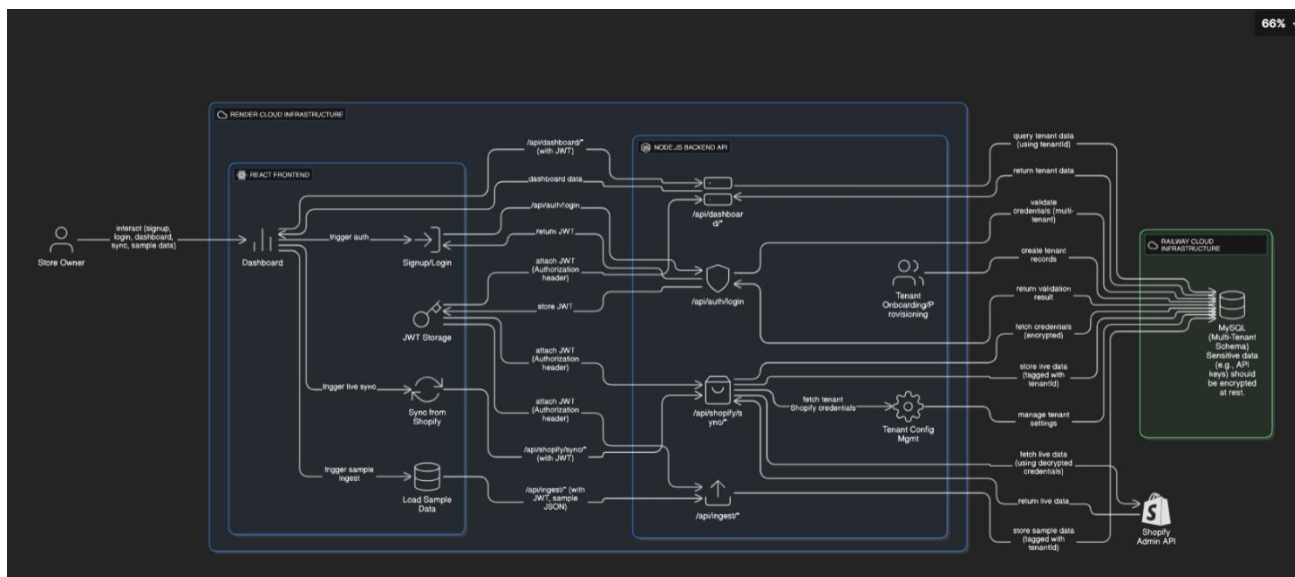 66%
RENDER CLOUD INFRASTRUCTURE
REACT FRONTEND
NODE.JS BACKEND API
RAILWAY CLOUD
INFRASTRUCTURE
interact (signup,
login, dashboard,
sync, sample data)
Store Owner
Dashboard
trigger auth
Signup/Login
JWT Storage
trigger live sync
Sync from
Shopify
trigger sample
ingest
Load Sample
Data
/api/dashboard/*
(with JWT)
dashboard data
/api/auth/login
return JWT
attach JWT
(Authorization
header)
store JWT
attach JWT
(Authorization
header)
attach JWT
(Authorization
header)
/api/shopify/sync/*
(with JWT)
/api/ingest/* (with
JWT, sample
JSON)
/api/dashboar
d/*
/api/auth/login
Tenant
Onboarding/P
rovisioning
/api/shopify/s
ync/*
fetch tenant
Shopify credentials
Tenant Config
Mgmt
/api/ingest/*
query tenant data
(using tenantId)
return tenant data
validate
credentials (multi-
tenant)
create tenant
records
return validation
result
fetch credentials
(encrypted)
store live data
(tagged with
tenantId)
manage tenant
settings
fetch live data
(using decrypted
credentials)
return live data
store sample data
(tagged with
tenantId)
MySQL
(Multi-Tenant
Schema)
Sensitive data
(e.g., API
keys) should
be encrypted
at rest.
Shopify
Admin API